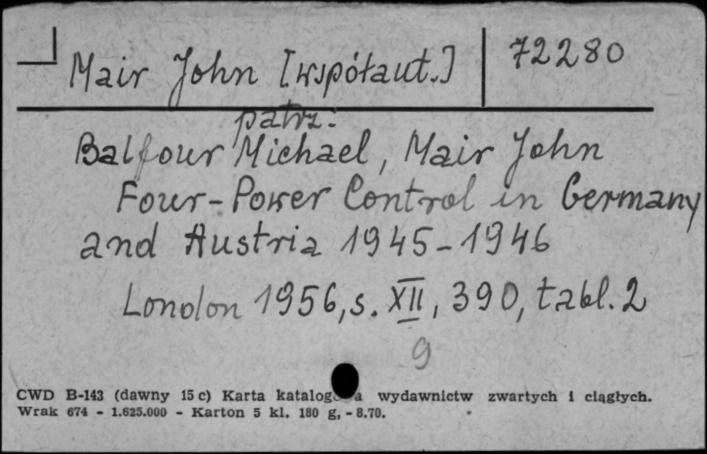 Mair John [współaut.] 72280
patrz:
Balfour Michael, Mair John
Four-Power Control in Germany
and Austria 1945-1946
London 1956, s. XII, 390, tabl. 2
9
CWD B-143 (dawny 15 c) Karta wydawnictw zwartych i ciągłych.
Wrak 674 - 1.625.000 - Karton 5 kl. 180 g, - 8.70.